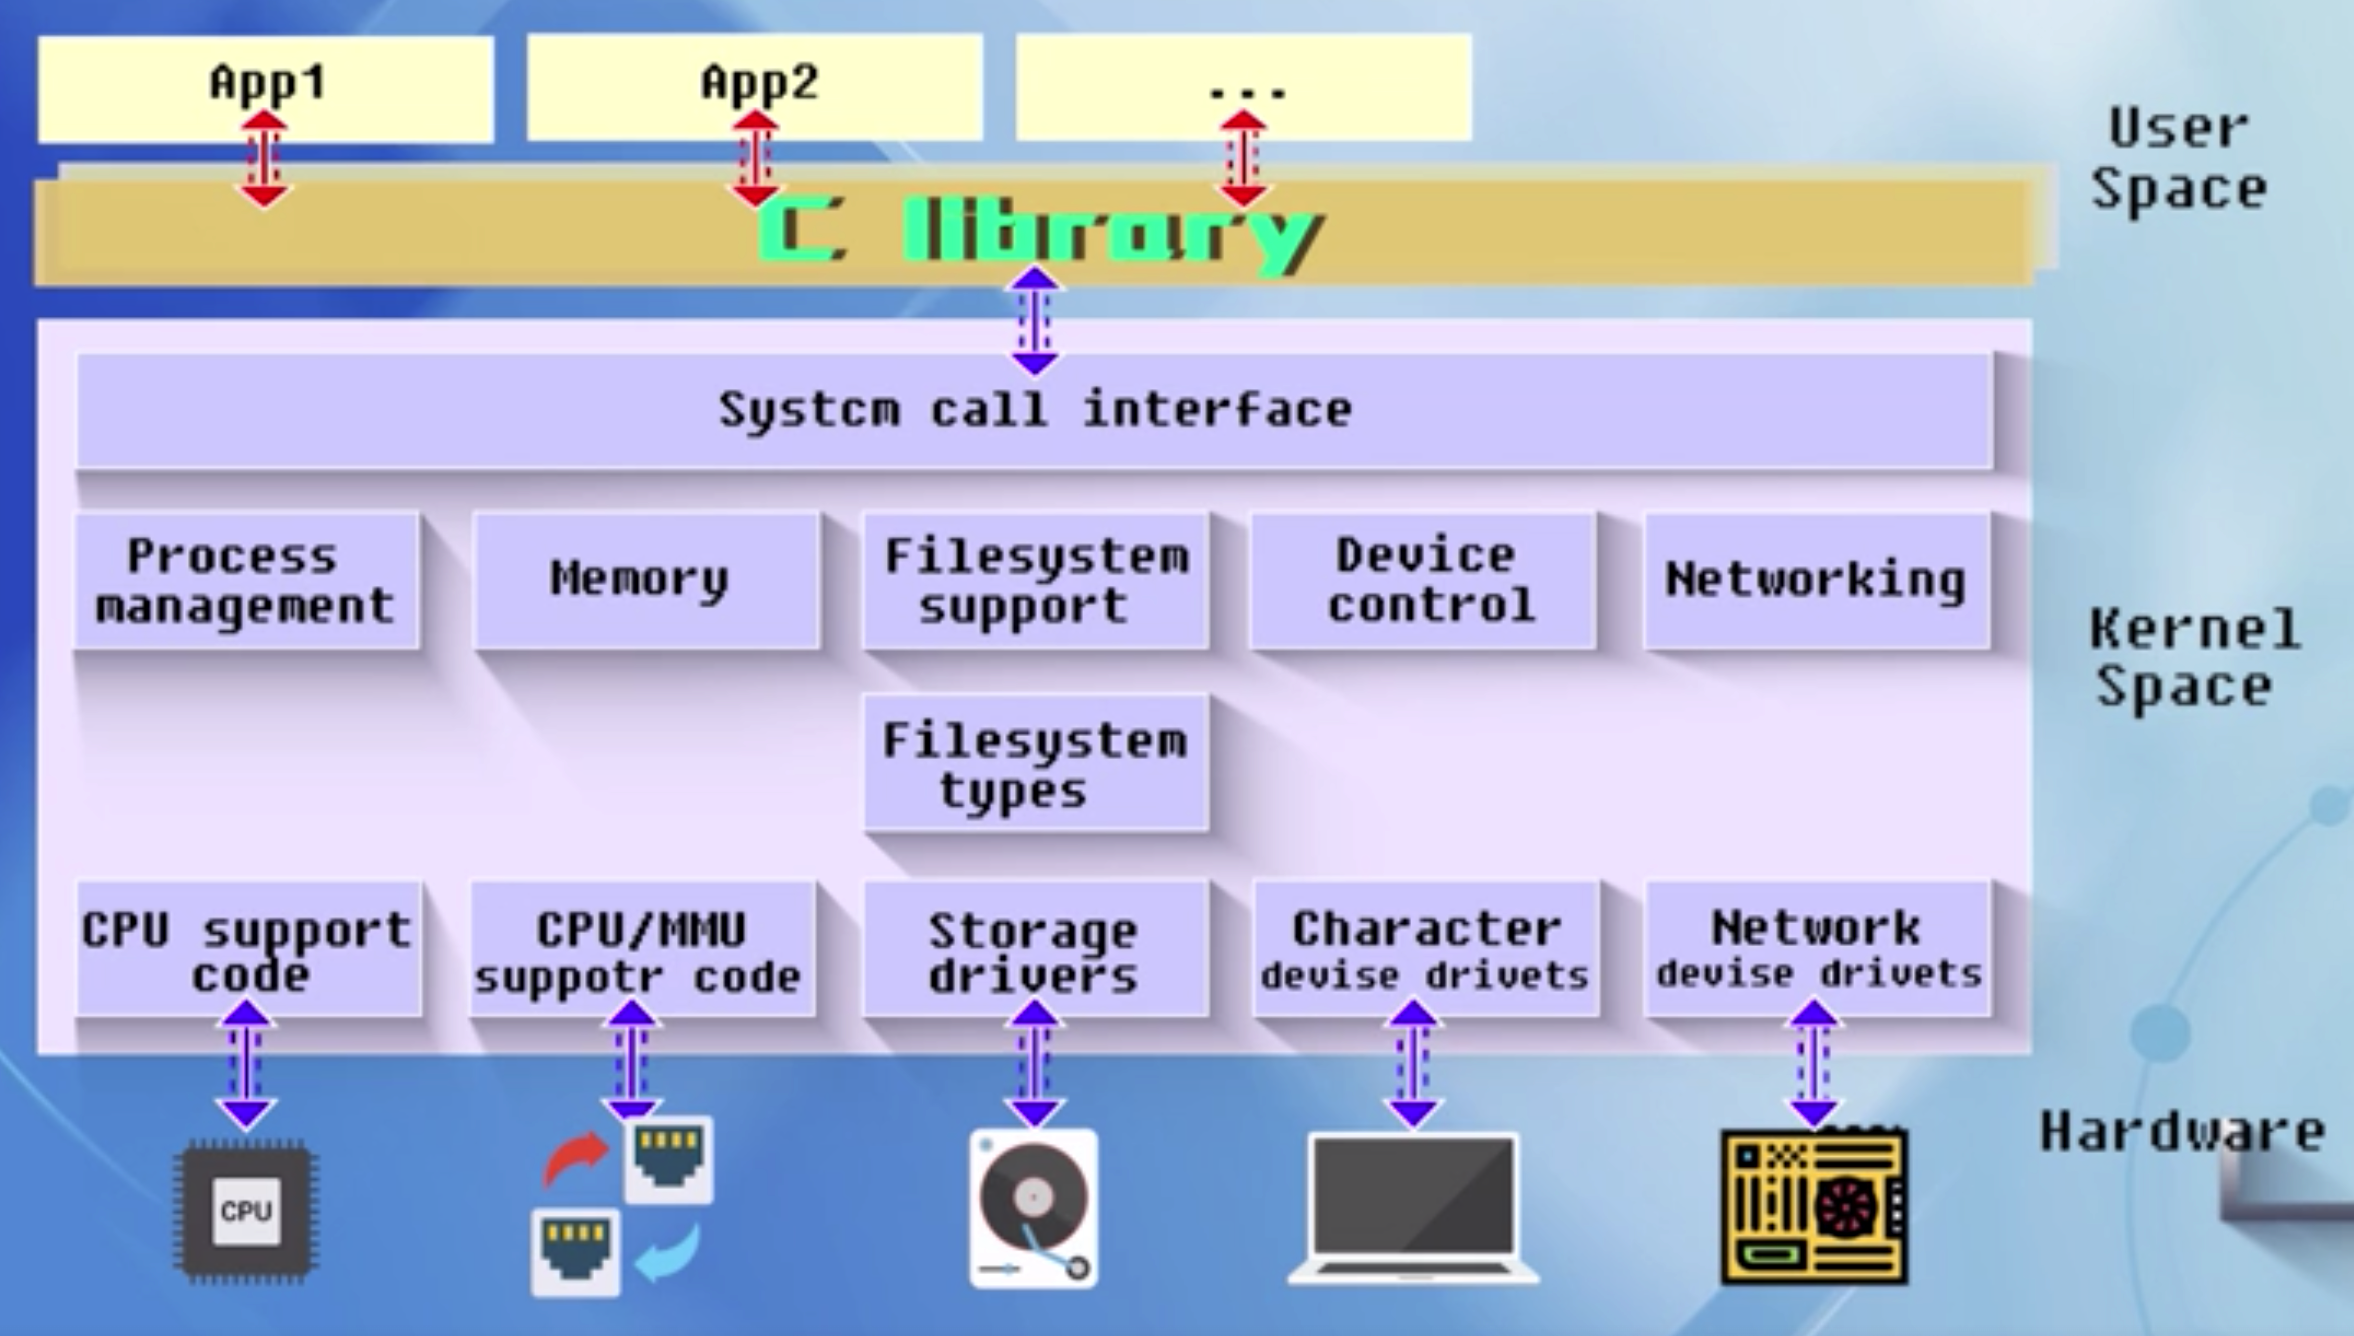 App1
App2
...
User
Space
C library
Systcm call interface
Process
management
Memory
Filesystem
support
Device
control
Networking
Kernel
Space
Filesystem
types
CPU support
code
CPU/MMU
suppotr code
Storage
drivers
Character
devise drivets
Network
devise drivets
Hardware
CPU